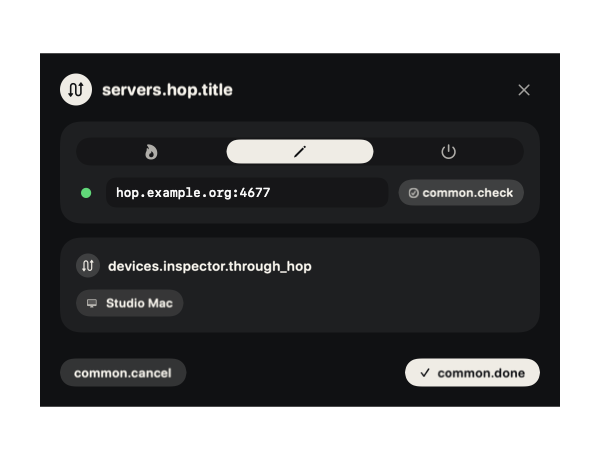 servers.hop.title
hop.example.org:4677
common.check
devices.inspector.through_hop
Studio Mac
common.cancel
common.done